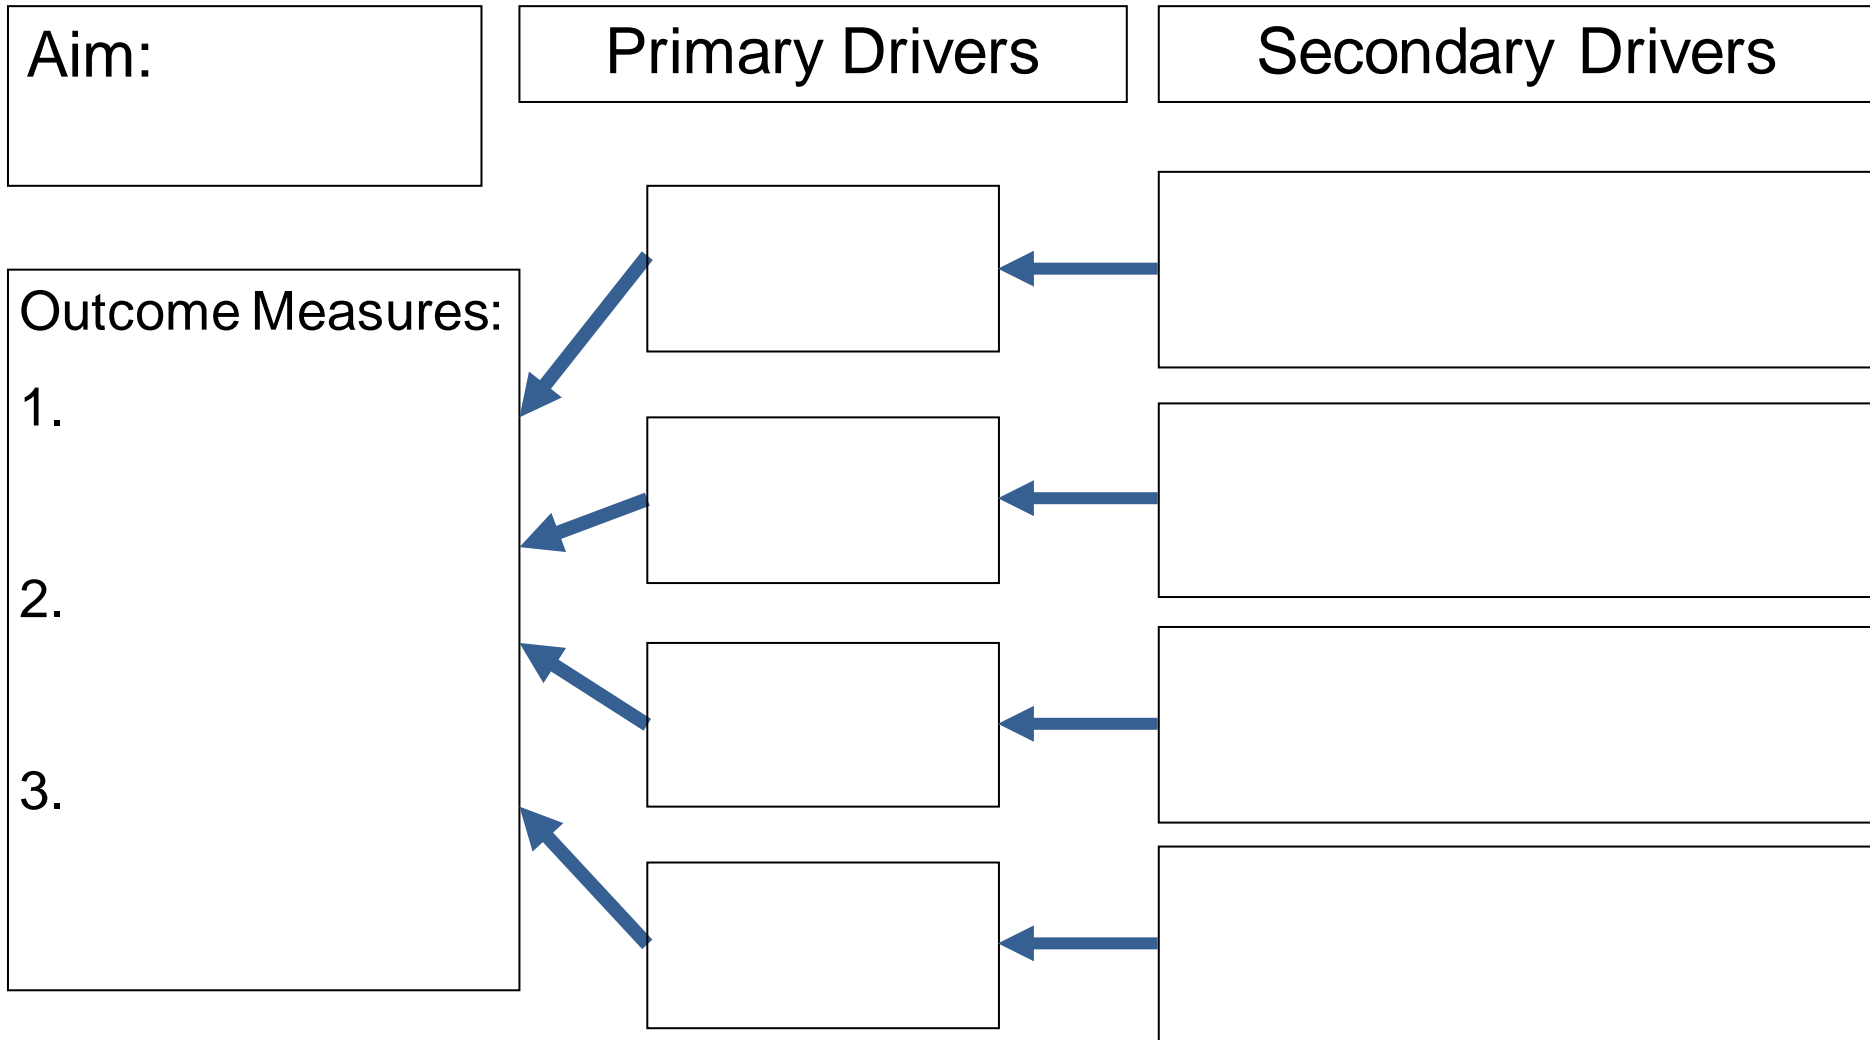 Aim:
Primary Drivers
Secondary Drivers
Outcome Measures:
1.
2.
3.